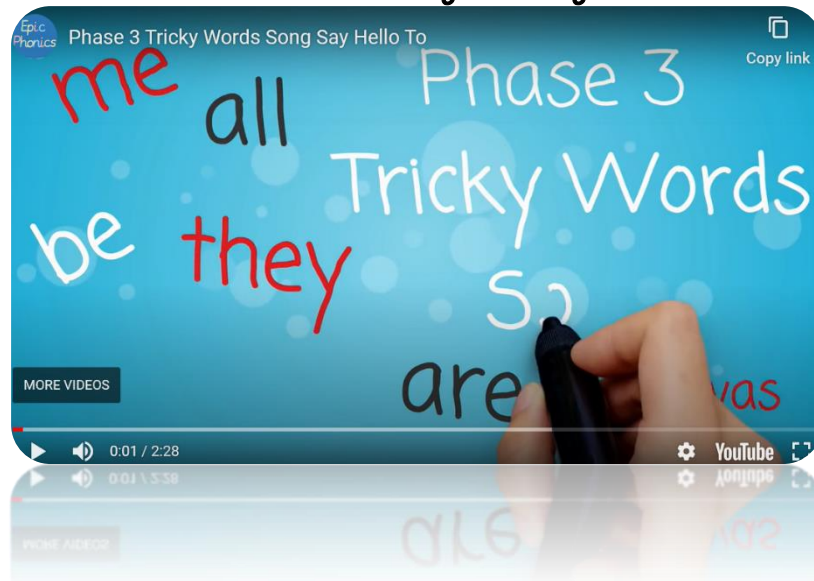 Epic
Phonics
Phase 3 Tricky Words Song Say Hello To
Copy link
me
all
Phase 3
Tricky Words
be
they
So
are
MORE VIDEOS
0:01 / 2:28
YouTube